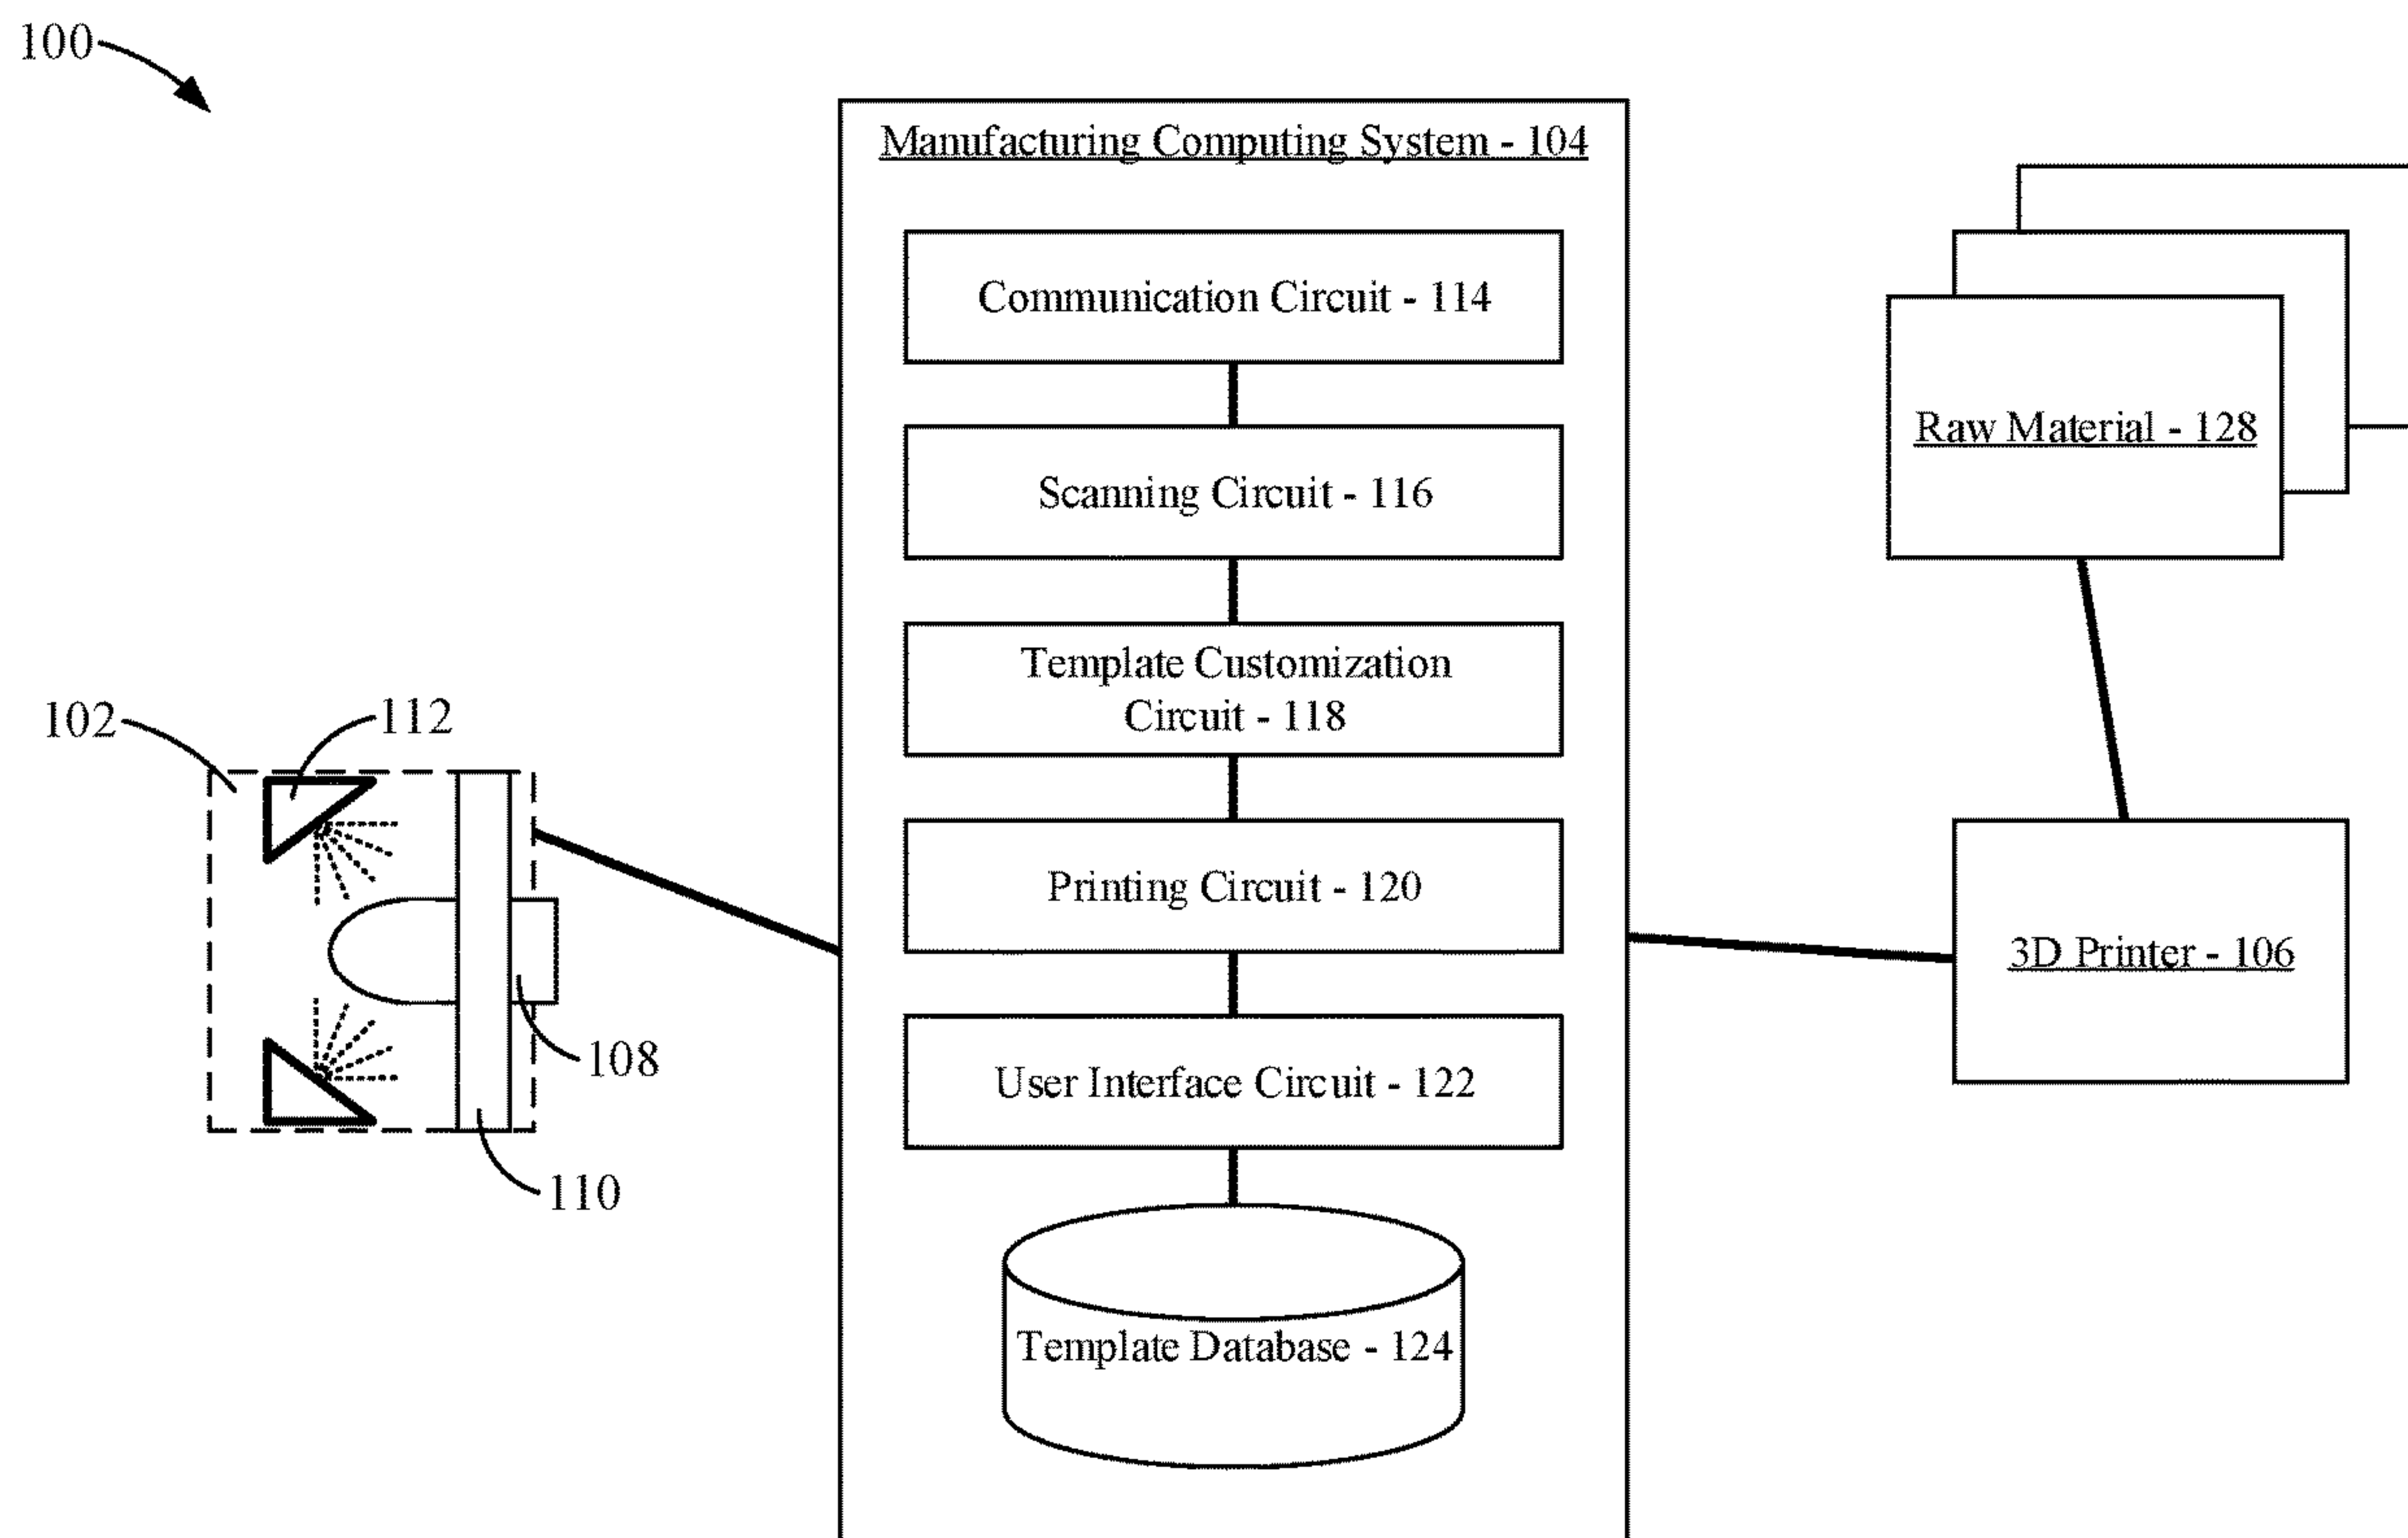 100
Manufacturing Computing System - 104
Communication Circuit - 114
Scanning Circuit - 116
Raw Material - 128
Template Customization
Circuit - 118
102
112
Printing Circuit - 120
3D Printer - 106
108
User Interface Circuit - 122
110
Template Database - 124